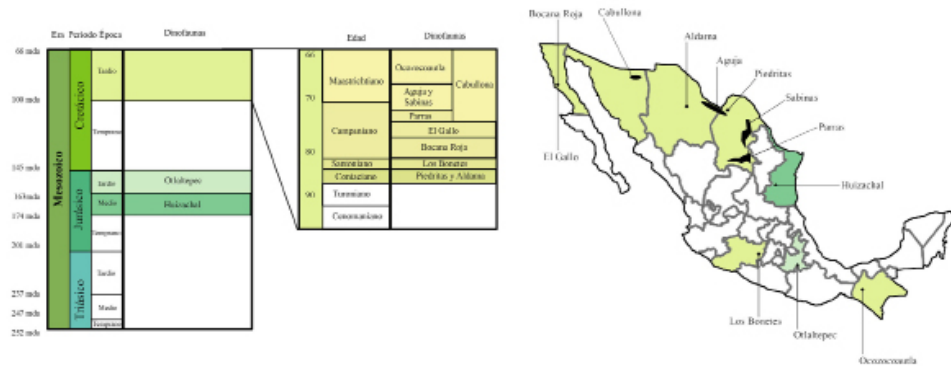 Era Periodo Época Dinofaunas
66 mda
Tardío
100 mda
Cretácico
Temprano
145 mda
Mesozoico
Tardío Otlaltepec
163 mda
Jurásico
Medio Huizachal
174 mda
Temprano
201 mda
Tardío
Triásico
237 mda
Medio
247 mda
Temprano
252 mda
Edad Dinofaunas
66
Maastrichtiano
Ocozocoautla
Cabullona
70
Aguja y
Sabinas
Parras
Campaniano
El Gallo
Bocana Roja
80
Santoniano Los Bonetes
Coniaciano Piedritas y Aldama
90
Turoniano
Cenomaniano
Bocana Roja
Cabullona
Aldama
Aguja
Piedritas
Sabinas
Parras
El Gallo
Huizachal
Los Bonetes
Otlaltepec
Ocozocoautla